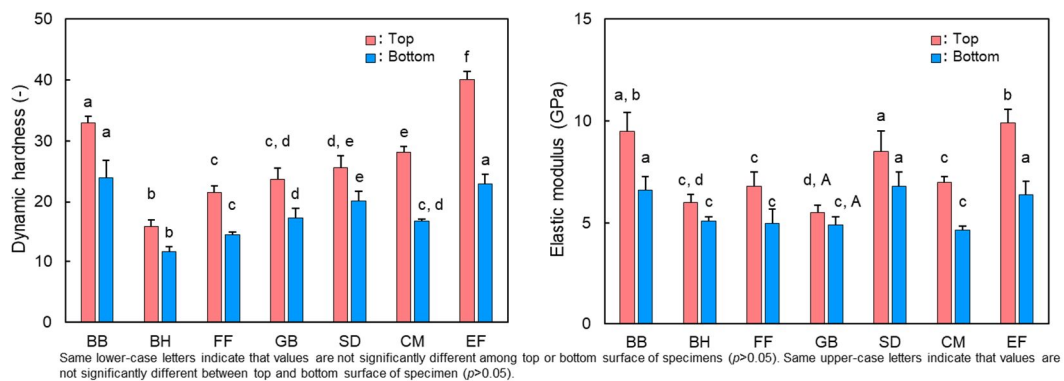 50
40
30
20
10
0
Dynamic hardness (-)
: Top
: Bottom
a
a
b
b
c
c
c, d
d
d, e
e
e
c, d
f
a
BB BH FF GB SD CM EF
15
10
5
0
Elastic modulus (GPa)
: Top
: Bottom
a, b
a
c, d
c
c
c
d, A
c, A
a
a
c
c
b
a
BB BH FF GB SD CM EF
Same lower-case letters indicate that values are not significantly different among top or bottom surface of specimens (p>0.05). Same upper-case letters indicate that values are
not significantly different between top and bottom surface of specimen (p>0.05).